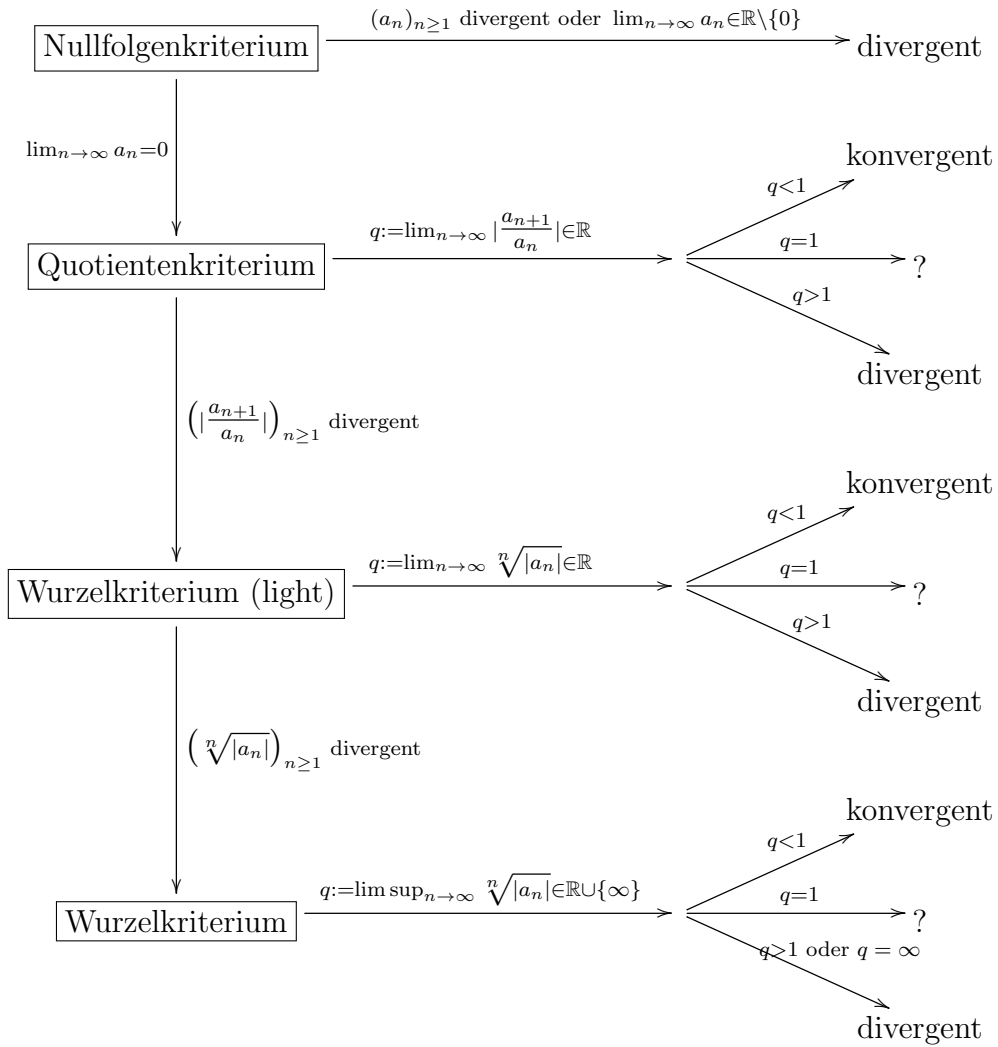 (a_n)_{n≥1} divergent oder lim_{n→∞} a_n∈ℝ\{0}
Nullfolgenkriterium
divergent
lim_{n→∞} a_n=0
konvergent
q<1
q:=lim_{n→∞} |a_{n+1}/a_n|∈ℝ
q=1
Quotientenkriterium
?
q>1
divergent
(|a_{n+1}/a_n|)_{n≥1} divergent
konvergent
q<1
q:=lim_{n→∞} ⁿ√|a_n|∈ℝ
q=1
Wurzelkriterium (light)
?
q>1
divergent
(ⁿ√|a_n|)_{n≥1} divergent
konvergent
q<1
q:=lim sup_{n→∞} ⁿ√|a_n|∈ℝ∪{∞}
q=1
Wurzelkriterium
?
q>1 oder q = ∞
divergent